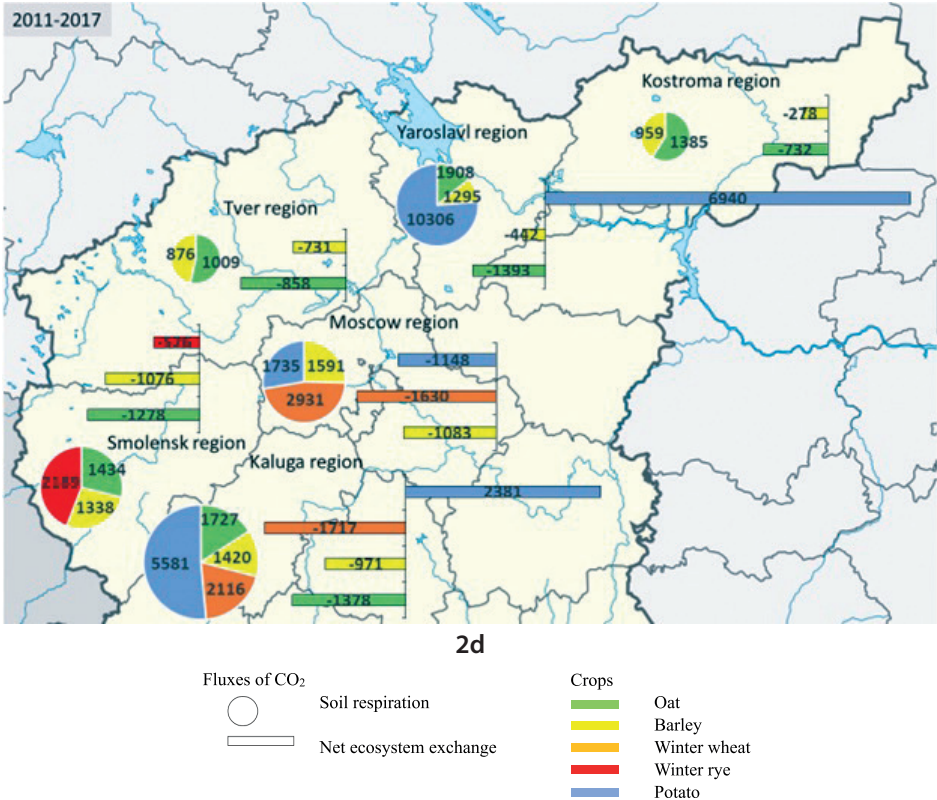 2011-2017
Kostroma region
959
1385
-278
-732
Yaroslavl region
1908
1295
10306
6940
-442
-1393
Tver region
876
1009
-731
-858
Moscow region
1735
1591
2931
-1148
-1630
-1083
-1076
-1278
Smolensk region
2189
1434
1338
Kaluga region
1727
5581
1420
2116
2381
-1717
-971
-1378
2d
Fluxes of CO₂
Soil respiration
Net ecosystem exchange
Crops
Oat
Barley
Winter wheat
Winter rye
Potato